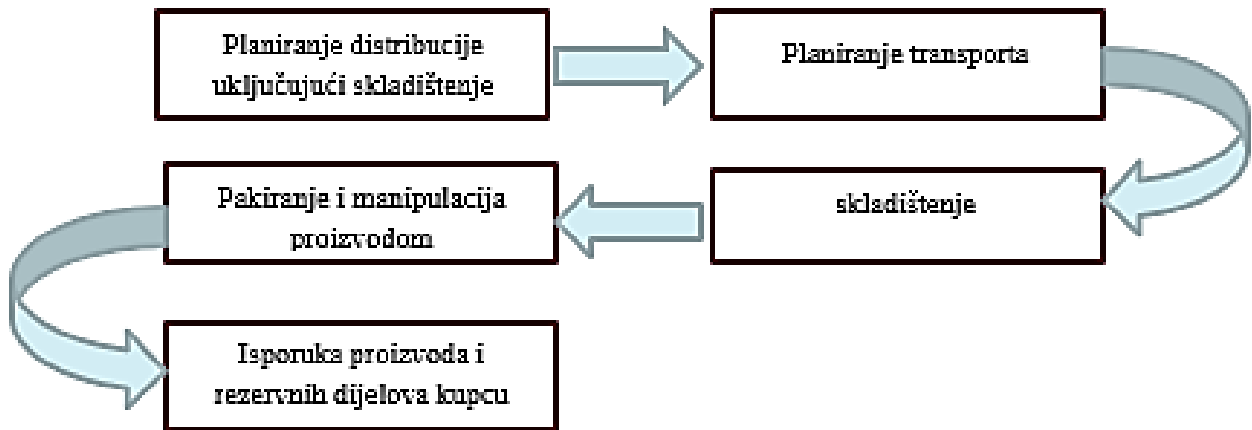 Planiranje distribucije
uključujući skladištenje
Planiranje transporta
skladištenje
Pakiranje i manipulacija
proizvodom
Isporuka proizvoda i
rezervnih dijelova kupcu